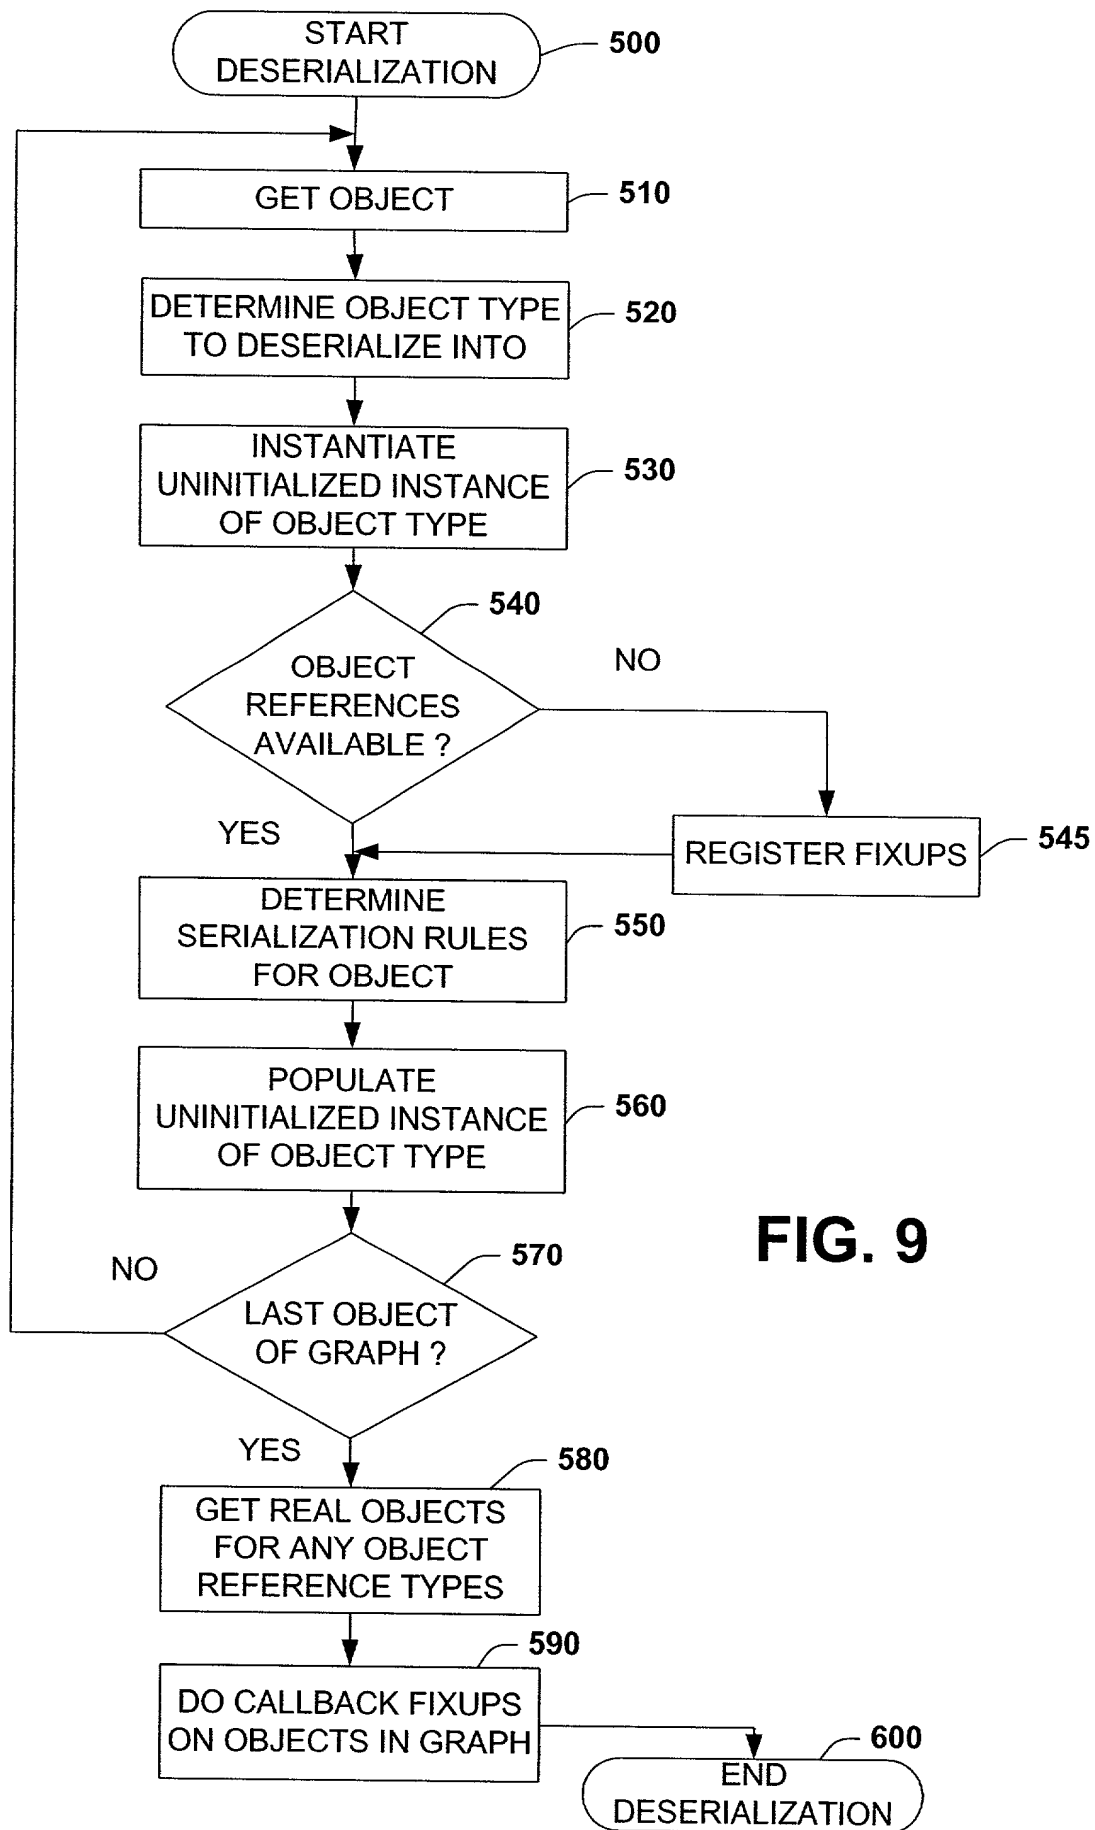 START
DESERIALIZATION
500
GET OBJECT
510
DETERMINE OBJECT TYPE
TO DESERIALIZE INTO
520
INSTANTIATE
UNINITIALIZED INSTANCE
OF OBJECT TYPE
530
540
OBJECT
REFERENCES
AVAILABLE ?
NO
YES
REGISTER FIXUPS
545
DETERMINE
SERIALIZATION RULES
FOR OBJECT
550
POPULATE
UNINITIALIZED INSTANCE
OF OBJECT TYPE
560
FIG. 9
570
NO
LAST OBJECT
OF GRAPH ?
YES
580
GET REAL OBJECTS
FOR ANY OBJECT
REFERENCE TYPES
590
DO CALLBACK FIXUPS
ON OBJECTS IN GRAPH
600
END
DESERIALIZATION